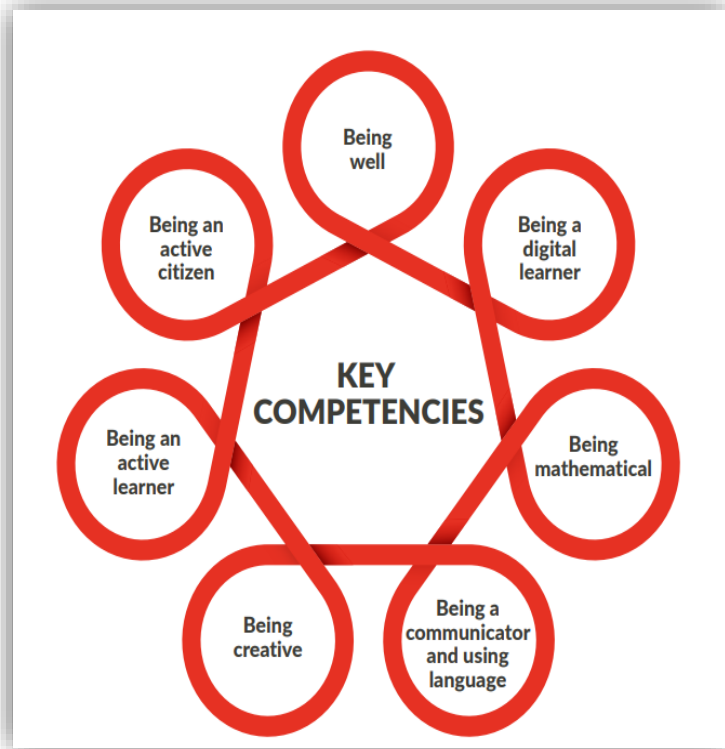 Being
well
Being a
digital
learner
Being
mathematical
Being a
communicator
and using
language
Being
creative
Being an
active
learner
Being an
active
citizen
KEY
COMPETENCIES